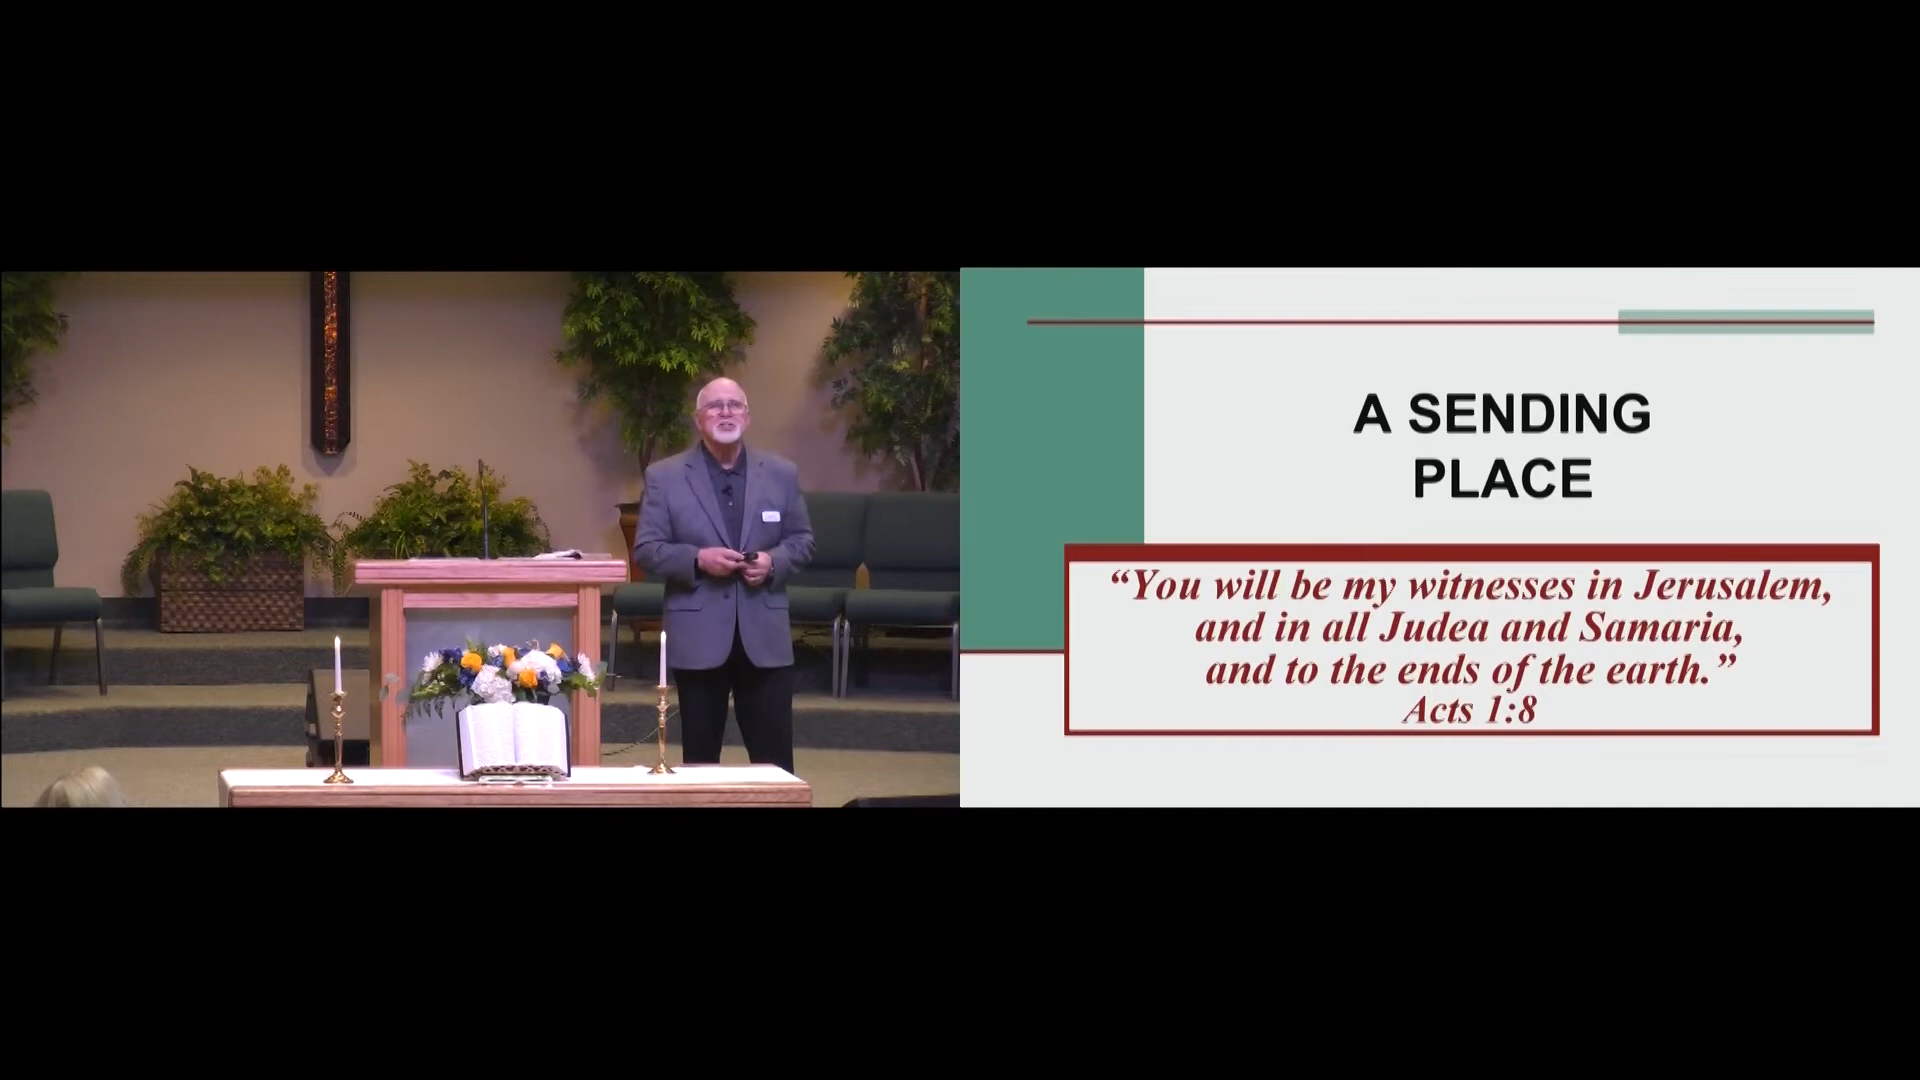 A SENDING
PLACE
“You will be my witnesses in Jerusalem,
and in all Judea and Samaria,
and to the ends of the earth.”
Acts 1:8